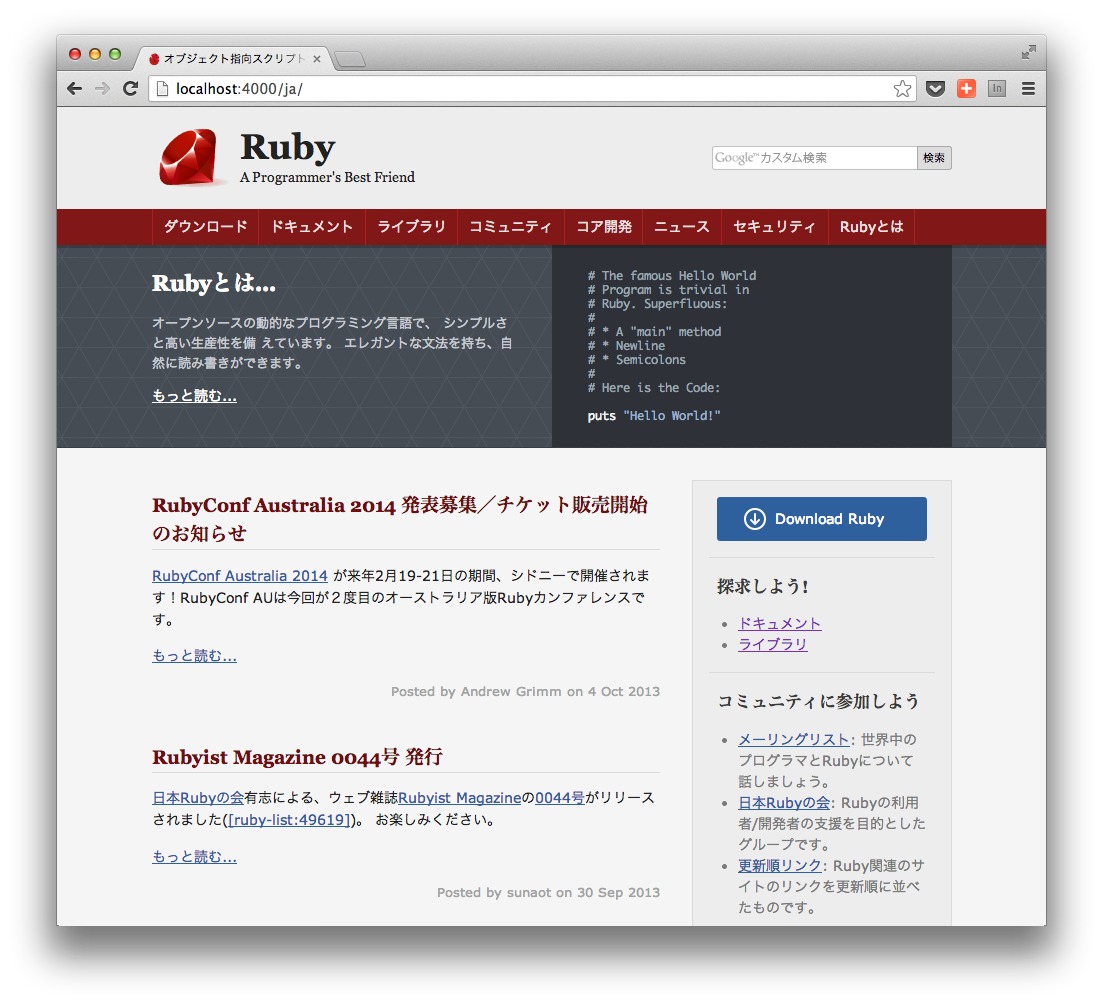 オブジェクト指向スクリプト
localhost:4000/ja/
In
Ruby
A Programmer's Best Friend
Google™カスタム検索
検索
ダウンロード
ドキュメント
ライブラリ
コミュニティ
コア開発
ニュース
セキュリティ
Rubyとは
Rubyとは...
オープンソースの動的なプログラミング言語で、 シンプルさ
と高い生産性を備 えています。 エレガントな文法を持ち、自
然に読み書きができます。
もっと読む...
# The famous Hello World
# Program is trivial in
# Ruby. Superfluous:
#
# * A "main" method
# * Newline
# * Semicolons
#
# Here is the Code:
puts "Hello World!"
RubyConf Australia 2014 発表募集／チケット販売開始
のお知らせ
RubyConf Australia 2014 が来年2月19-21日の期間、シドニーで開催されま
す！RubyConf AUは今回が２度目のオーストラリア版Rubyカンファレンスで
す。
もっと読む...
Posted by Andrew Grimm on 4 Oct 2013
Rubyist Magazine 0044号 発行
日本Rubyの会有志による、ウェブ雑誌Rubyist Magazineの0044号がリリース
されました([ruby-list:49619])。 お楽しみください。
もっと読む...
Posted by sunaot on 30 Sep 2013
Download Ruby
探求しよう!
ドキュメント
ライブラリ
コミュニティに参加しよう
メーリングリスト: 世界中の
プログラマとRubyについて
話しましょう。
日本Rubyの会: Rubyの利用
者/開発者の支援を目的とした
グループです。
更新順リンク: Ruby関連のサ
イトのリンクを更新順に並べ
たものです。